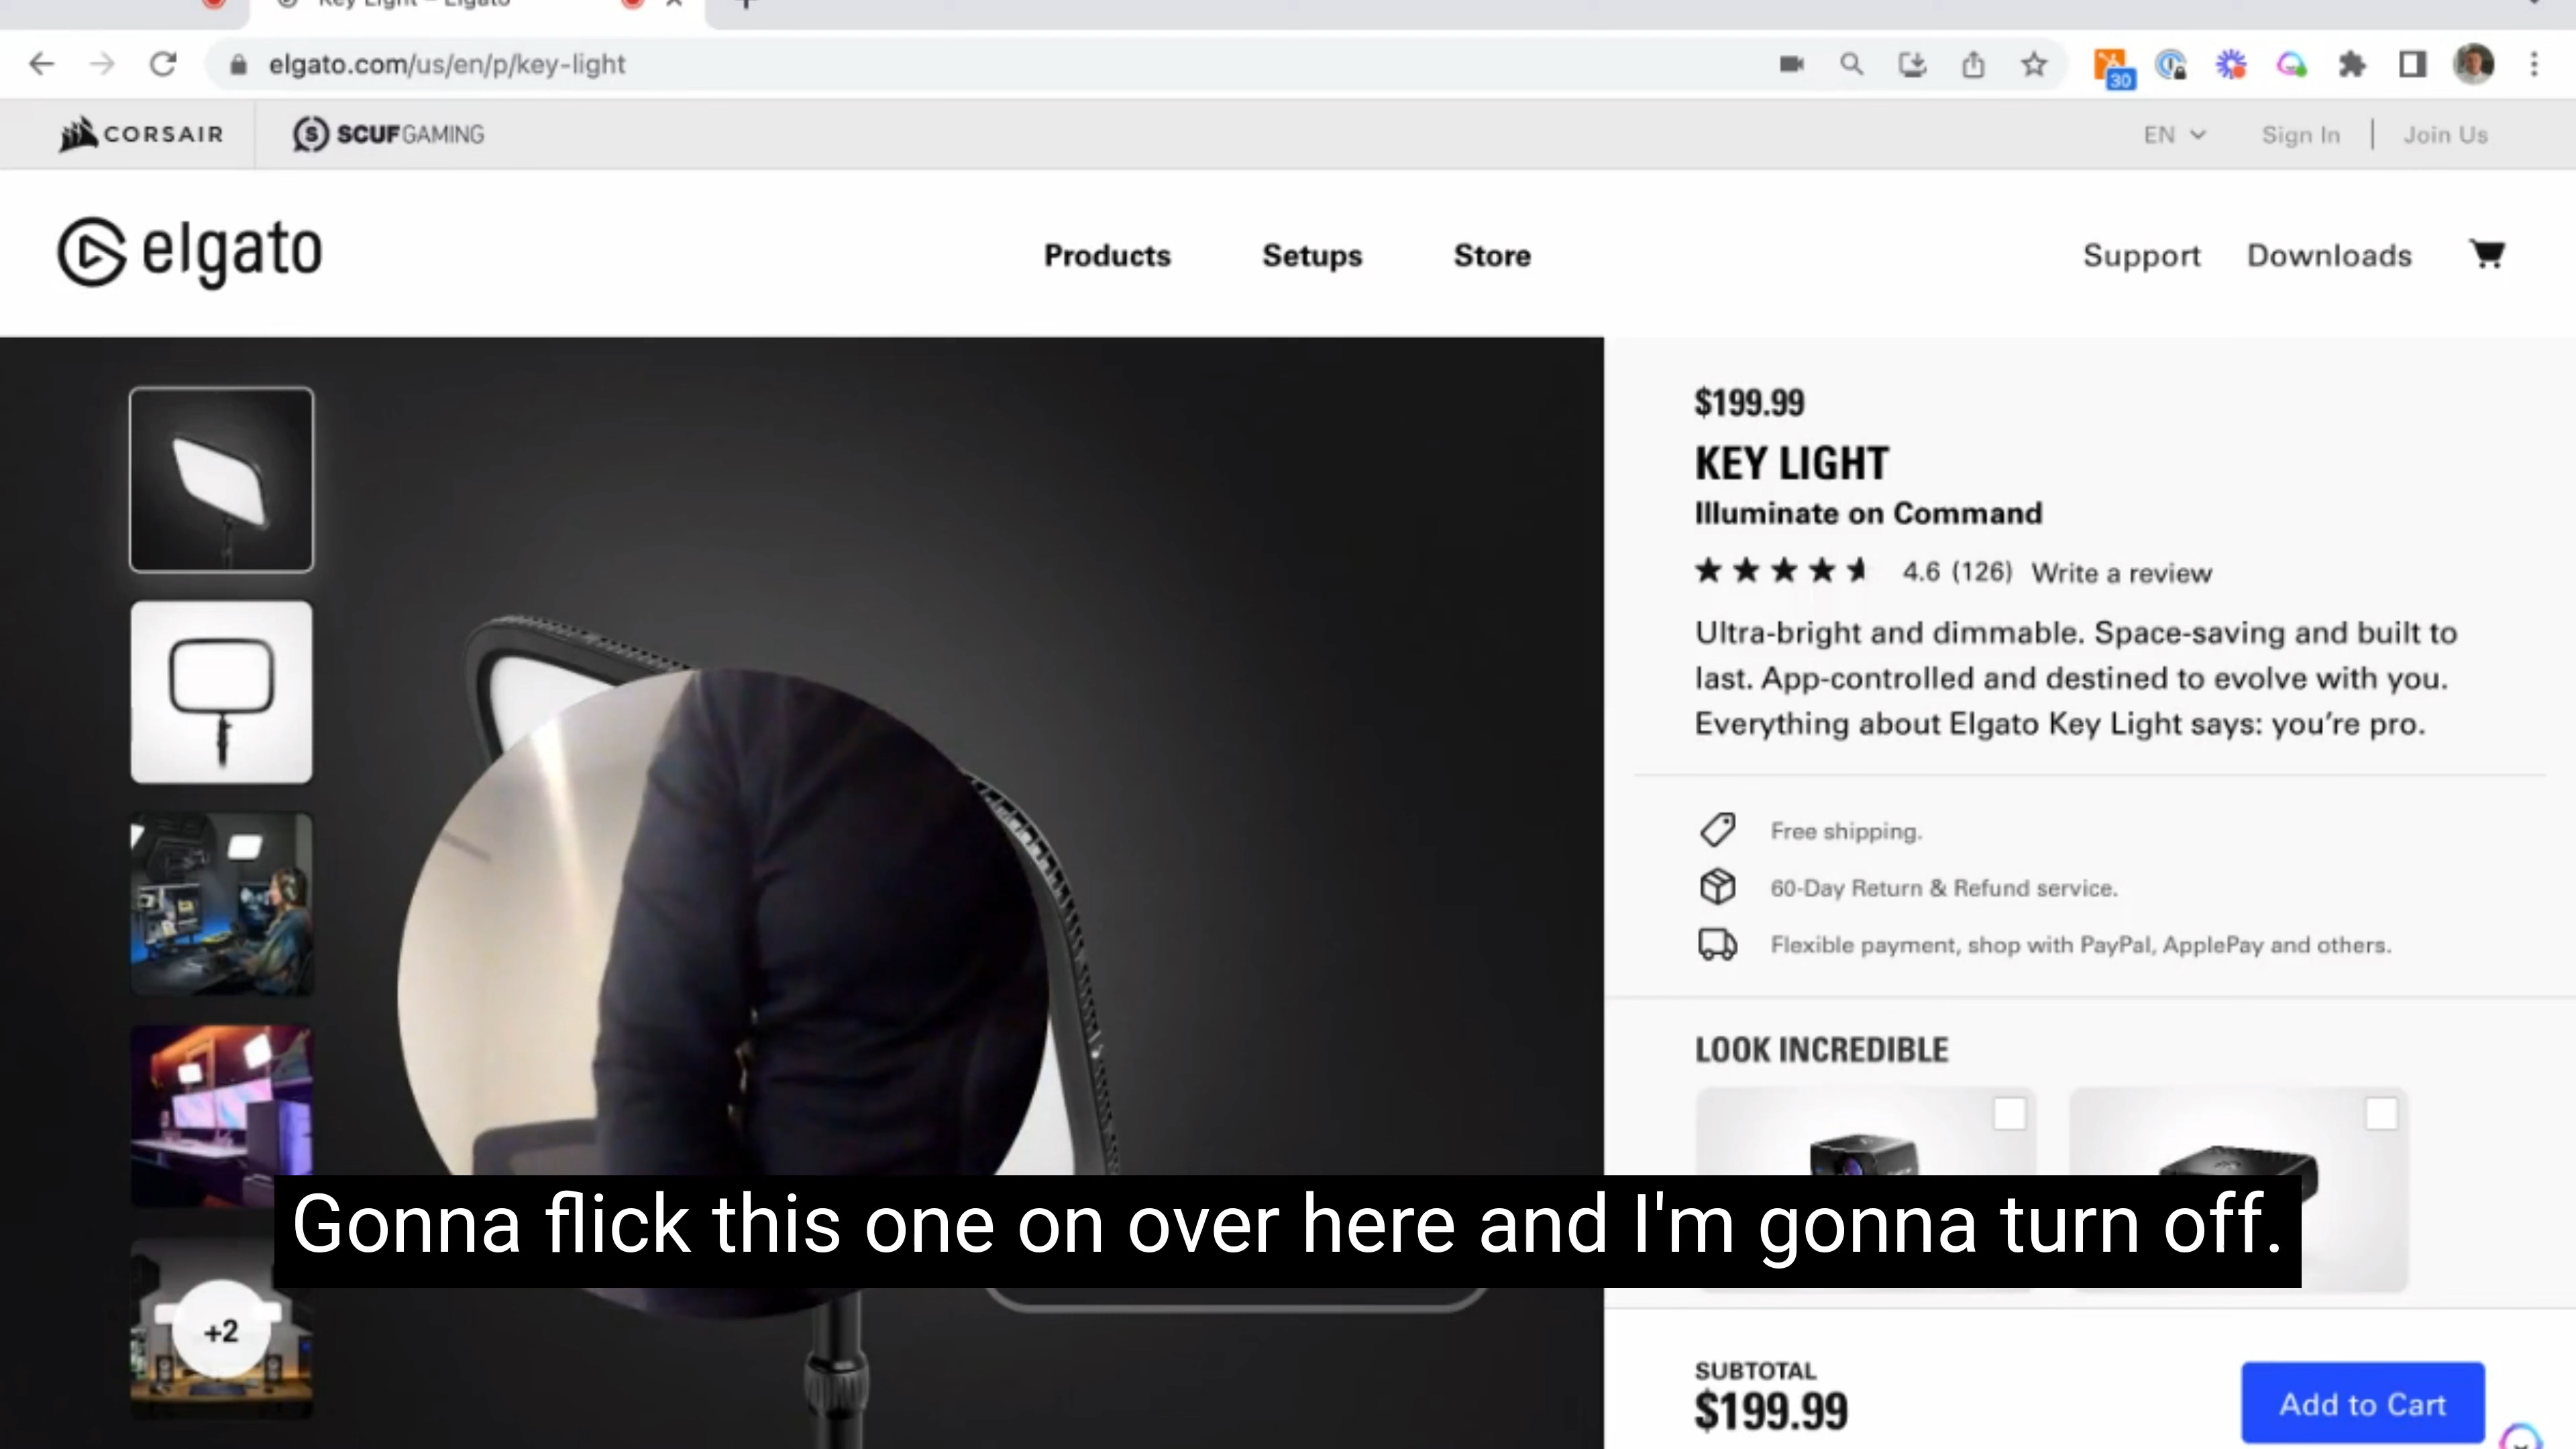 Key Light – Elgato
elgato.com/us/en/p/key-light
30
CORSAIR
SCUF GAMING
EN
Sign In | Join Us
elgato
Products
Setups
Store
Support
Downloads
$199.99
KEY LIGHT
Illuminate on Command
4.6 (126) Write a review
Ultra-bright and dimmable. Space-saving and built to
last. App-controlled and destined to evolve with you.
Everything about Elgato Key Light says: you're pro.
Free shipping.
60-Day Return & Refund service.
Flexible payment, shop with PayPal, ApplePay and others.
LOOK INCREDIBLE
Gonna flick this one on over here and I'm gonna turn off.
+2
SUBTOTAL
$199.99
Add to Cart